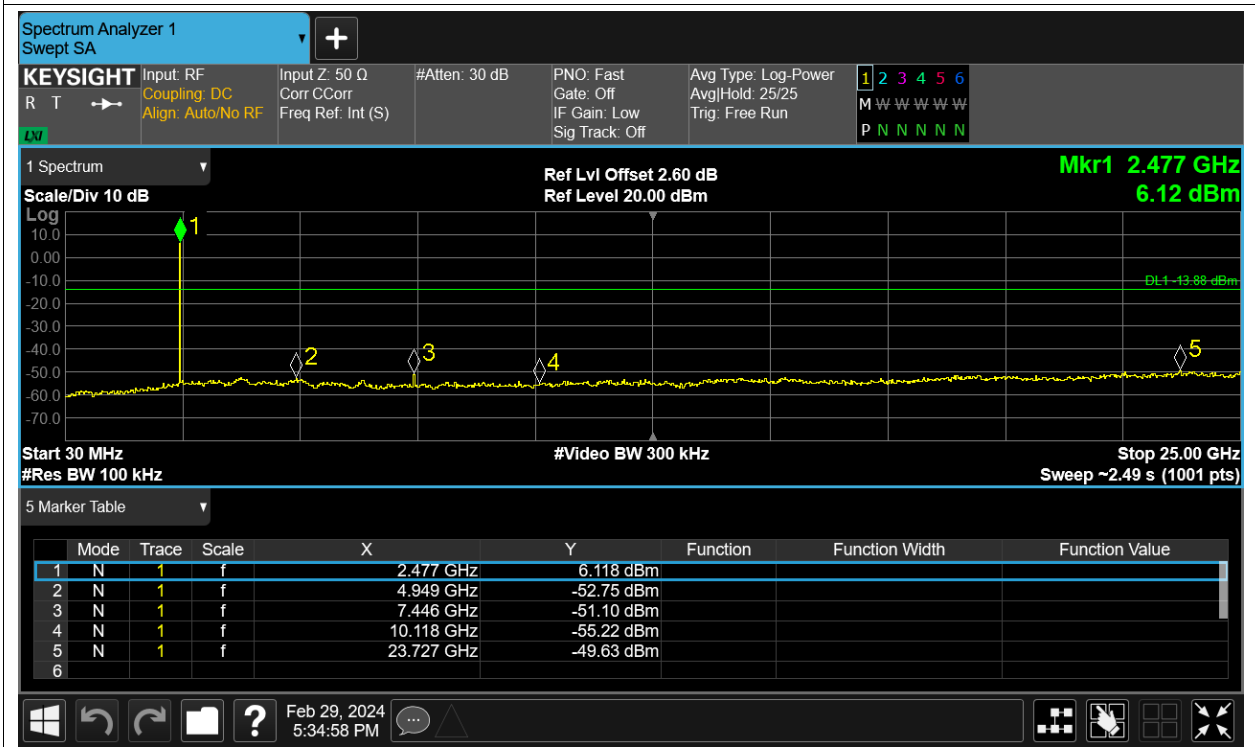 Spectrum Analyzer 1
Swept SA
+
KEYSIGHT Input: RF Input Z: 50 Ω #Atten: 30 dB PNO: Fast Avg Type: Log-Power 1 2 3 4 5 6
R T Coupling: DC Corr CCorr Gate: Off Avg|Hold: 25/25 M W W W W W W
Align: Auto/No RF Freq Ref: Int (S) IF Gain: Low Trig: Free Run
LXI Sig Track: Off P N N N N N N
1 Spectrum Ref Lvl Offset 2.60 dB Mkr1 2.477 GHz
Scale/Div 10 dB Ref Level 20.00 dBm 6.12 dBm
Log
1
10.0
0.00
-10.0 DL1 -13.88 dBm
-20.0
-30.0
-40.0 2 3 4 5
-50.0
-60.0
-70.0
Start 30 MHz #Video BW 300 kHz Stop 25.00 GHz
#Res BW 100 kHz Sweep ~2.49 s (1001 pts)
5 Marker Table
Mode Trace Scale X Y Function Function Width Function Value
1 N 1 f 2.477 GHz 6.118 dBm
2 N 1 f 4.949 GHz -52.75 dBm
3 N 1 f 7.446 GHz -51.10 dBm
4 N 1 f 10.118 GHz -55.22 dBm
5 N 1 f 23.727 GHz -49.63 dBm
6
? Feb 29, 2024
5:34:58 PM